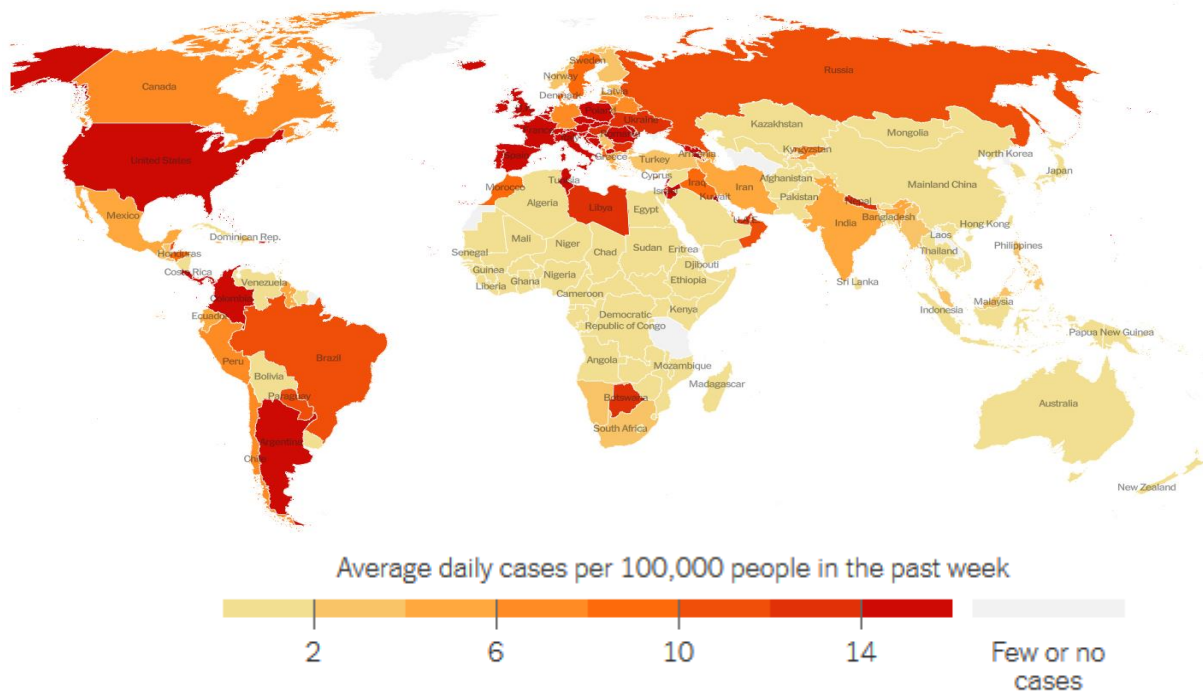 Canada
United States
Mexico
Dominican Rep.
Honduras
Costa Rica
Venezuela
Colombia
Ecuador
Peru
Brazil
Bolivia
Paraguay
Argentina
Chile
Sweden
Norway
Denmark
Latvia
Ukraine
France
Spain
Romania
Greece
Russia
Kazakhstan
Mongolia
Kyrgyzstan
North Korea
Turkey
Armenia
Cyprus
Tunisia
Morocco
Algeria
Libya
Egypt
Iraq
Iran
Kuwait
U.A.E.
Afghanistan
Pakistan
Mainland China
Japan
Nepal
India
Bangladesh
Hong Kong
Laos
Thailand
Philippines
Sri Lanka
Malaysia
Indonesia
Papua New Guinea
Senegal
Mali
Niger
Chad
Sudan
Eritrea
Djibouti
Guinea
Liberia
Ghana
Nigeria
Cameroon
Ethiopia
Kenya
Democratic
Republic of Congo
Angola
Mozambique
Madagascar
Botswana
South Africa
Australia
New Zealand
Average daily cases per 100,000 people in the past week
2 6 10 14 Few or no
cases